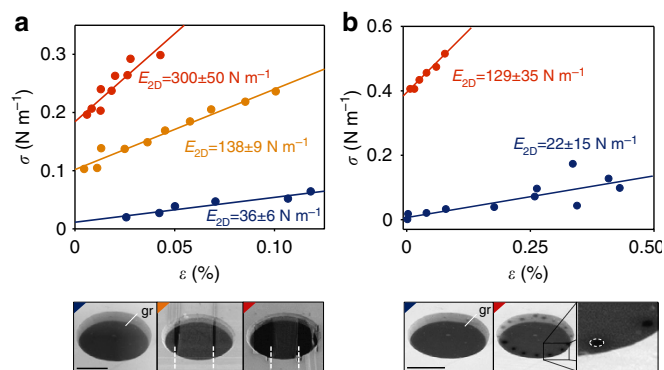 a
b
0.3
0.2
0.1
0
0
0.05
0.10
σ (N m⁻¹)
ε (%)
E2D=300±50 N m⁻¹
E2D=138±9 N m⁻¹
E2D=36±6 N m⁻¹
0.6
0.4
0.2
0
0
0.25
0.50
σ (N m⁻¹)
ε (%)
E2D=129±35 N m⁻¹
E2D=22±15 N m⁻¹
gr
gr